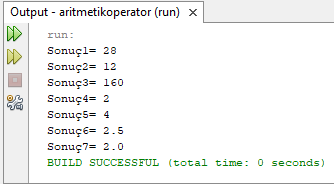 Output - aritmetikoperator (run)
run:
Sonuç1= 28
Sonuç2= 12
Sonuç3= 160
Sonuç4= 2
Sonuç5= 4
Sonuç6= 2.5
Sonuç7= 2.0
BUILD SUCCESSFUL (total time: 0 seconds)